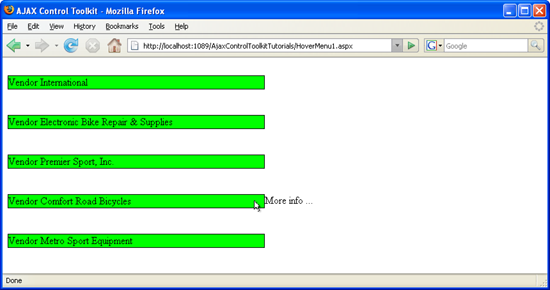 AJAX Control Toolkit - Mozilla Firefox
File Edit View History Bookmarks Tools Help
http://localhost:1089/AjaxControlToolkitTutorials/HoverMenu1.aspx
Google
Vendor International
Vendor Electronic Bike Repair & Supplies
Vendor Premier Sport, Inc.
Vendor Comfort Road Bicycles More info ...
Vendor Metro Sport Equipment
Done